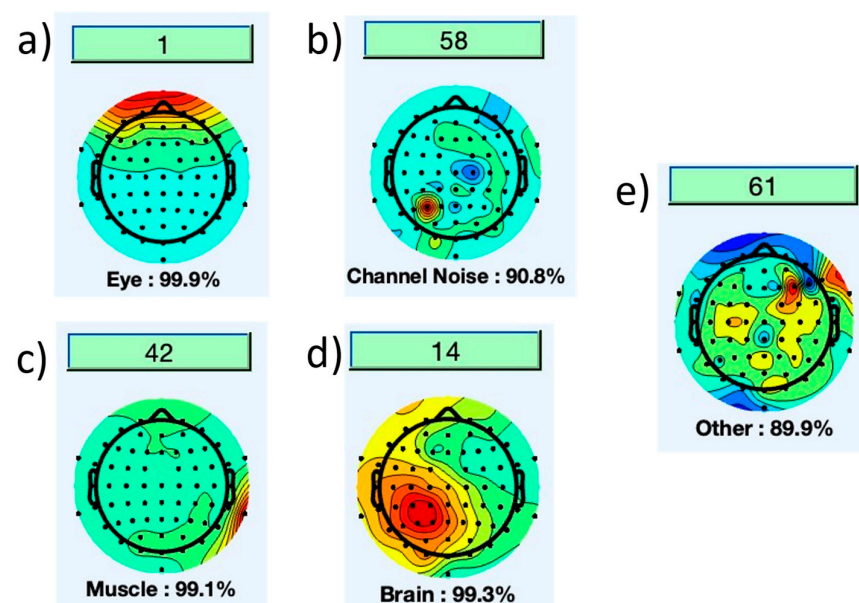 a)
1
Eye : 99.9%
b)
58
Channel Noise : 90.8%
c)
42
Muscle : 99.1%
d)
14
Brain : 99.3%
e)
61
Other : 89.9%